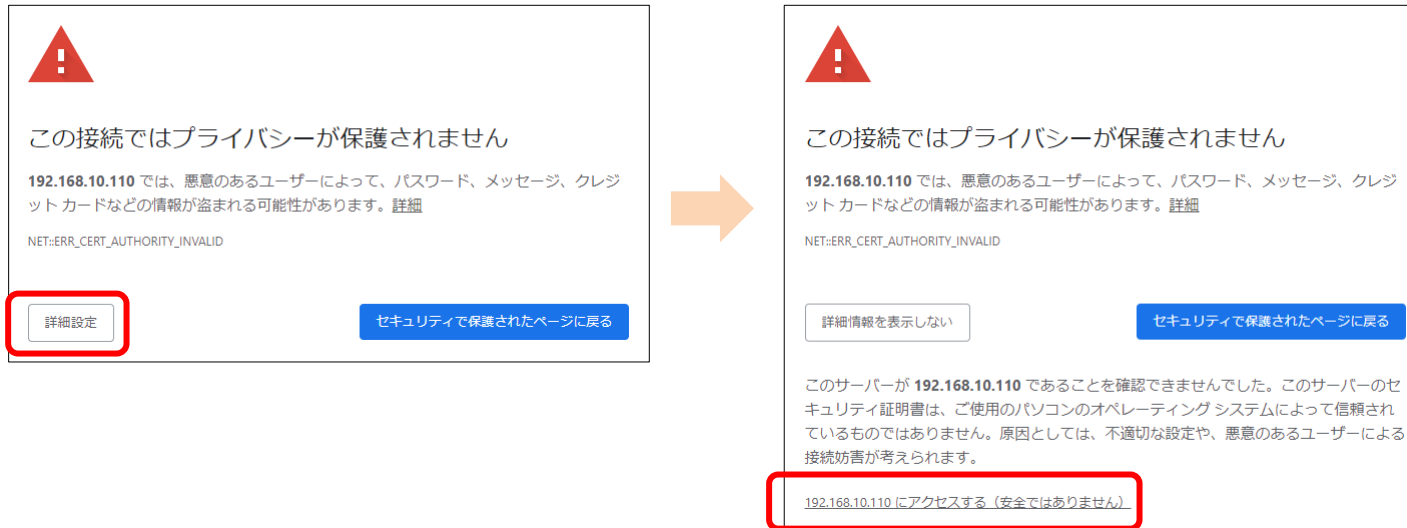 この接続ではプライバシーが保護されません
192.168.10.110 では、悪意のあるユーザーによって、パスワード、メッセージ、クレジ
ット カードなどの情報が盗まれる可能性があります。詳細
NET::ERR_CERT_AUTHORITY_INVALID
詳細設定
セキュリティで保護されたページに戻る
この接続ではプライバシーが保護されません
192.168.10.110 では、悪意のあるユーザーによって、パスワード、メッセージ、クレジ
ット カードなどの情報が盗まれる可能性があります。詳細
NET::ERR_CERT_AUTHORITY_INVALID
詳細情報を表示しない
セキュリティで保護されたページに戻る
このサーバーが 192.168.10.110 であることを確認できませんでした。このサーバーのセ
キュリティ証明書は、ご使用のパソコンのオペレーティング システムによって信頼され
ているものではありません。原因としては、不適切な設定や、悪意のあるユーザーによる
接続妨害が考えられます。
192.168.10.110 にアクセスする（安全ではありません）